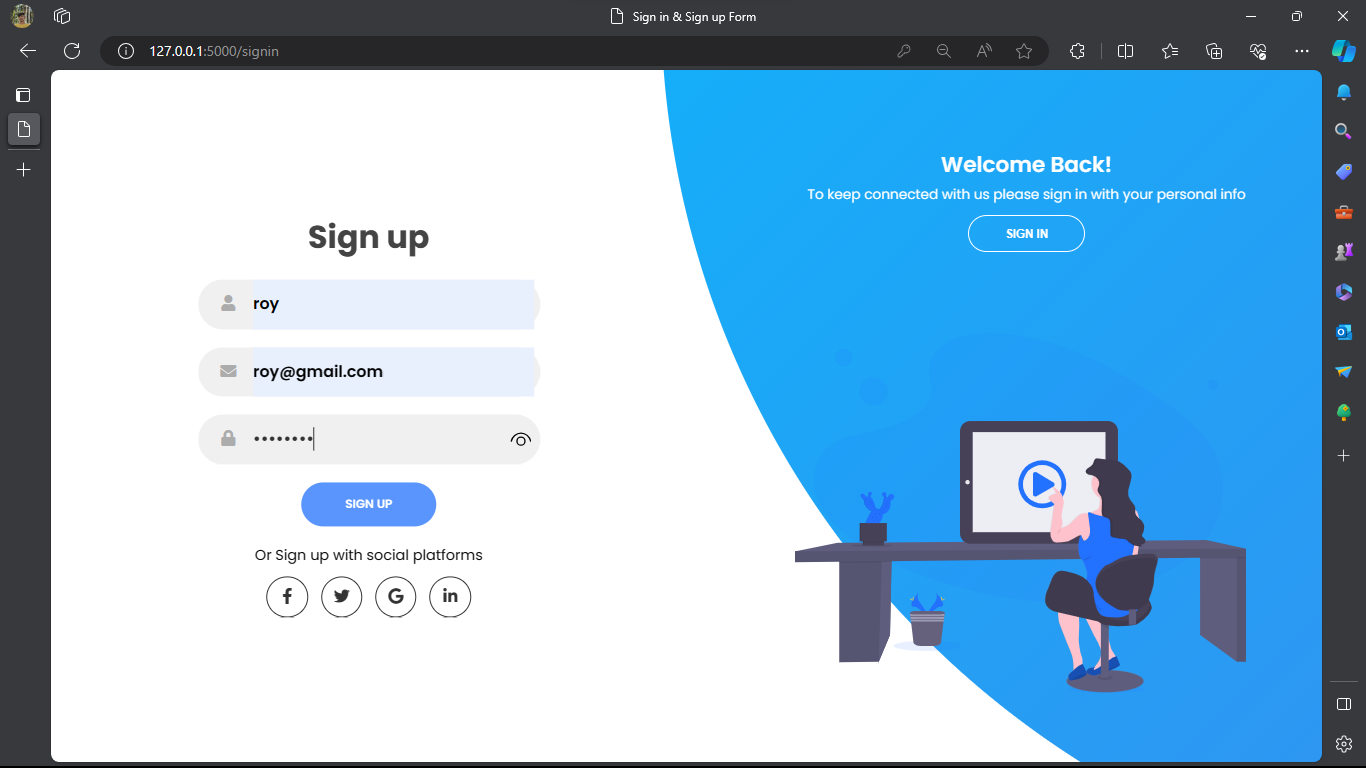 Sign in & Sign up Form
127.0.0.1:5000/signin
Welcome Back!
To keep connected with us please sign in with your personal info
SIGN IN
Sign up
roy
roy@gmail.com
••••••••
SIGN UP
Or Sign up with social platforms